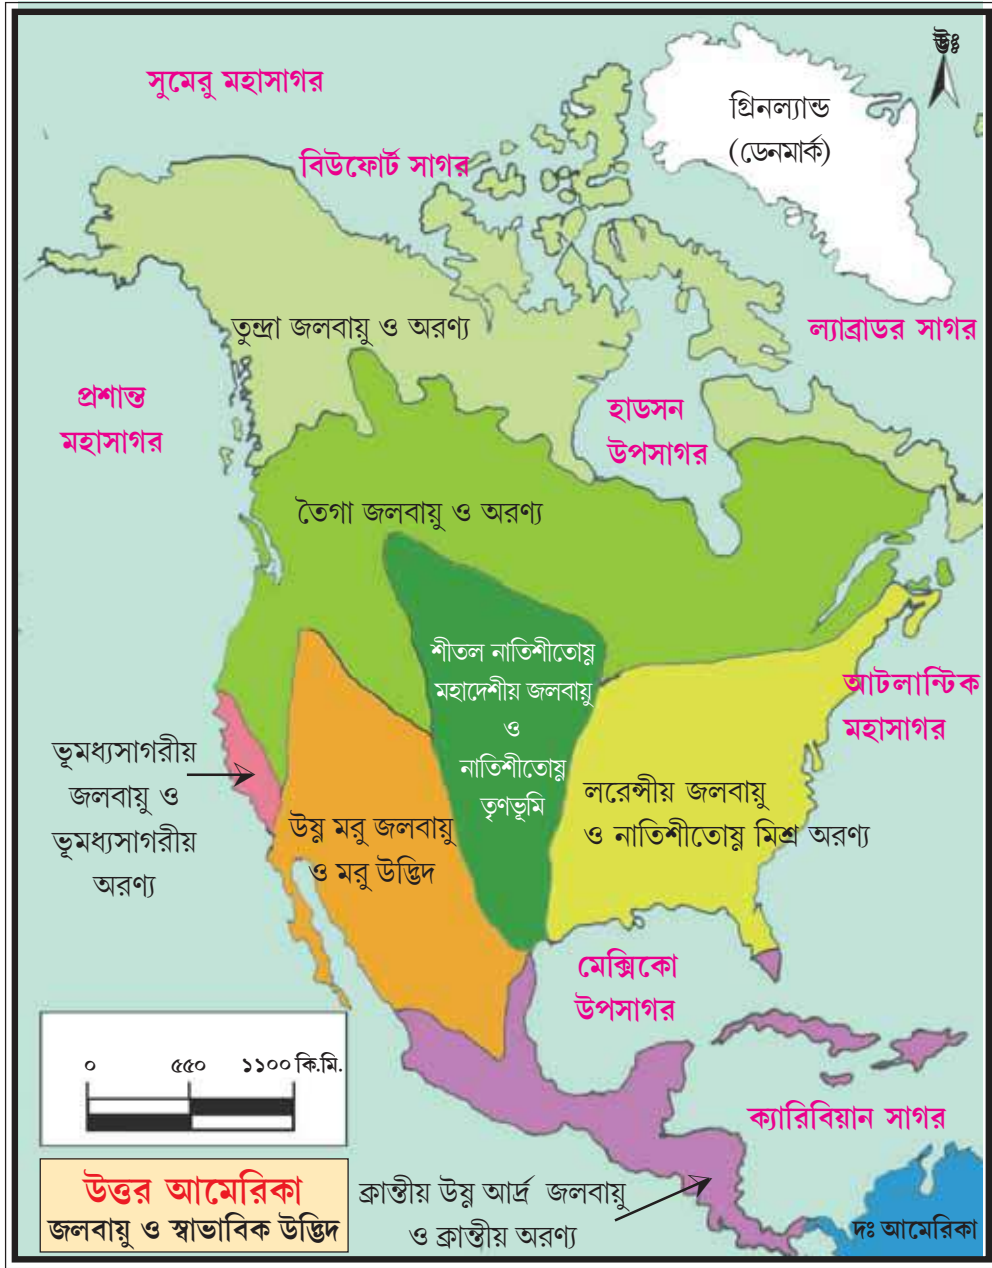 উঃ
সুমেরু মহাসাগর
গ্রিনল্যান্ড
(ডেনমার্ক)
বিউফোর্ট সাগর
তুন্দ্রা জলবায়ু ও অরণ্য
ল্যাব্রাডর সাগর
প্রশান্ত
মহাসাগর
হাডসন
উপসাগর
তৈগা জলবায়ু ও অরণ্য
শীতল নাতিশীতোষ্ণ
মহাদেশীয় জলবায়ু
ও
নাতিশীতোষ্ণ
তৃণভূমি
আটলান্টিক
মহাসাগর
ভূমধ্যসাগরীয়
জলবায়ু ও
ভূমধ্যসাগরীয়
অরণ্য
উষ্ণ মরু জলবায়ু
ও মরু উদ্ভিদ
লরেন্সীয় জলবায়ু
ও নাতিশীতোষ্ণ মিশ্র অরণ্য
মেক্সিকো
উপসাগর
০ ৫৫০ ১১০০ কি.মি.
ক্যারিবিয়ান সাগর
উত্তর আমেরিকা
জলবায়ু ও স্বাভাবিক উদ্ভিদ
ক্রান্তীয় উষ্ণ আর্দ্র জলবায়ু
ও ক্রান্তীয় অরণ্য
দঃ আমেরিকা